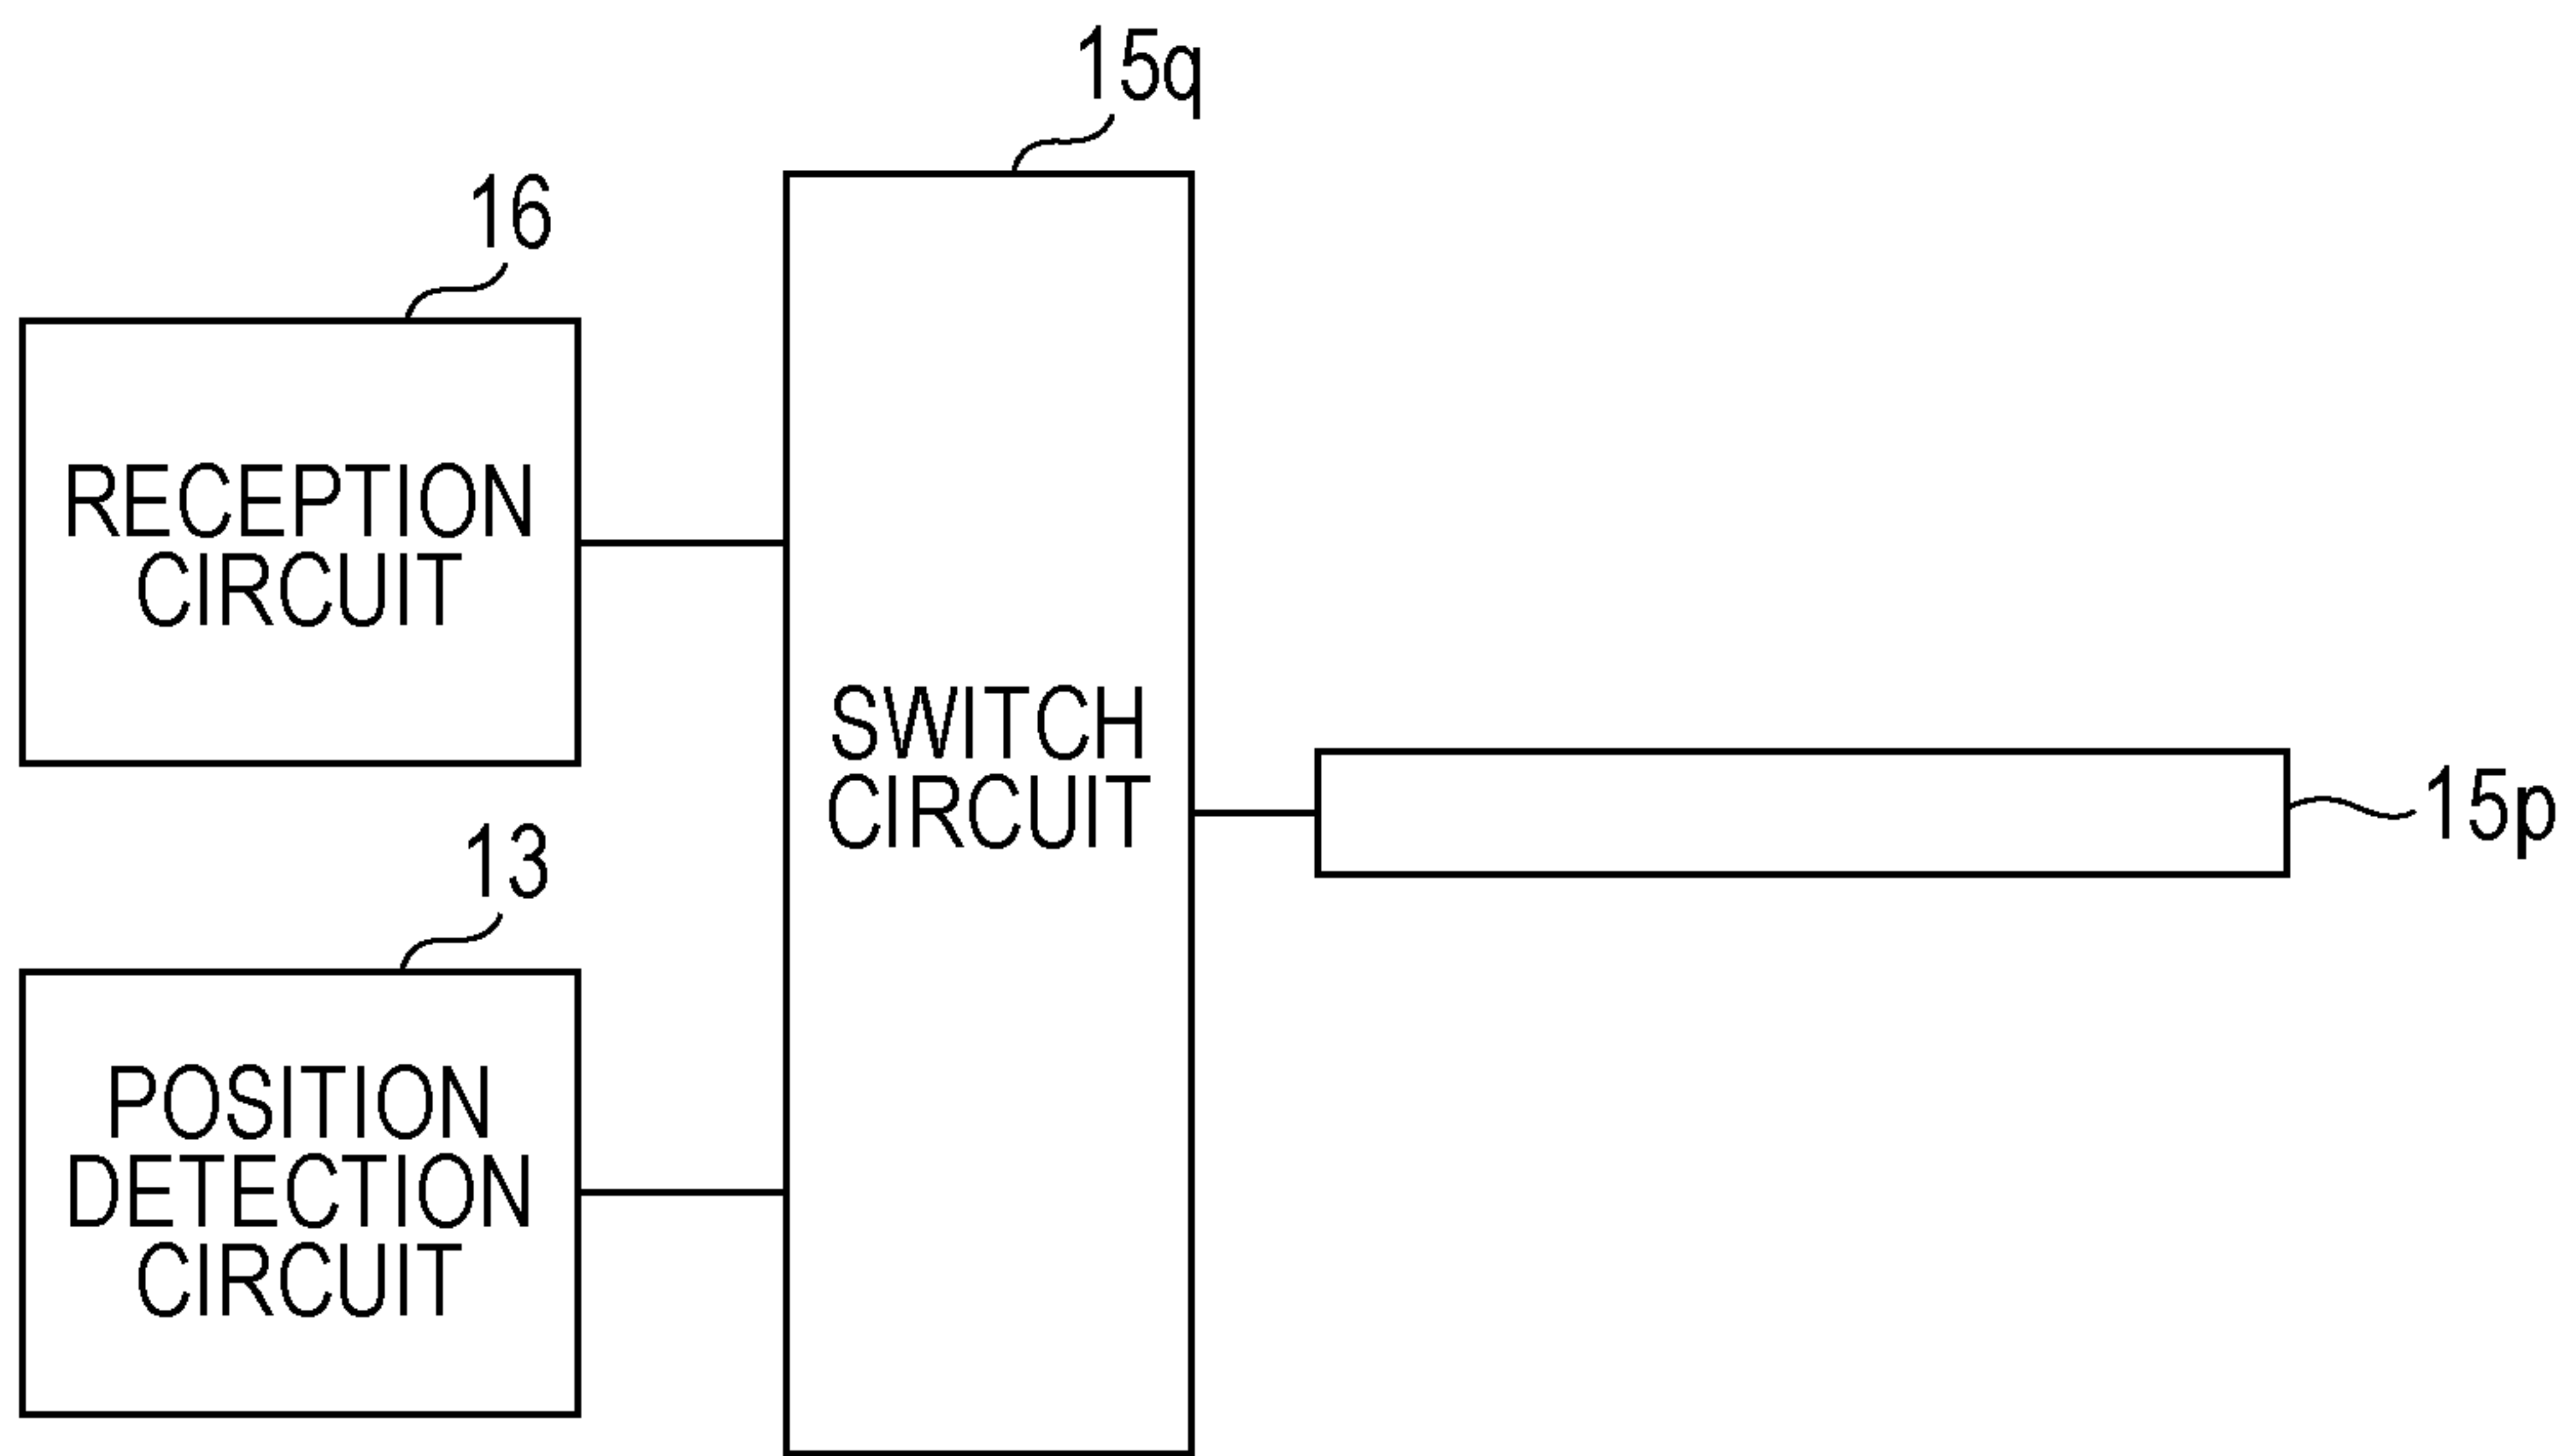 15q
16
RECEPTION
CIRCUIT
SWITCH
CIRCUIT
15p
13
POSITION
DETECTION
CIRCUIT